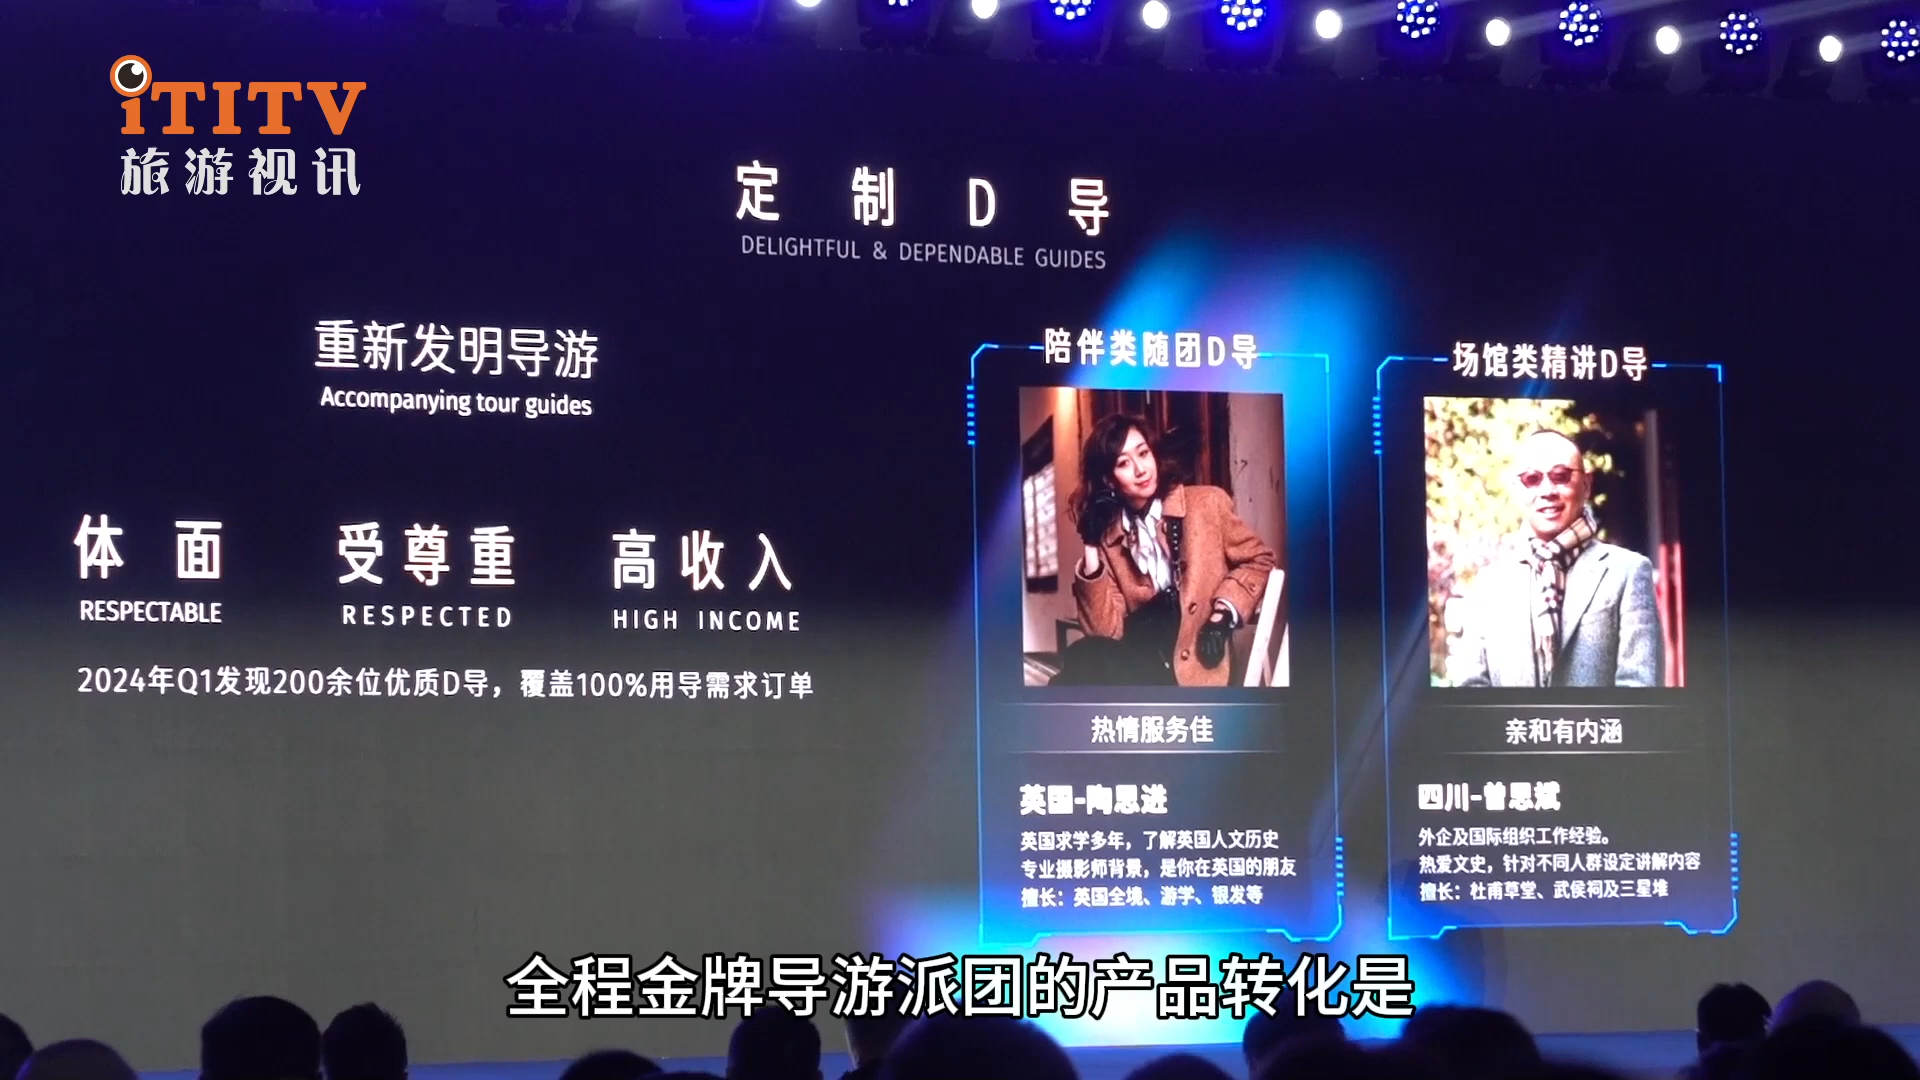 iTITV
旅游视讯
定制D导
DELIGHTFUL & DEPENDABLE GUIDES
重新发明导游
Accompanying tour guides
体面
RESPECTABLE
受尊重
RESPECTED
高收入
HIGH INCOME
2024年Q1发现200余位优质D导，覆盖100%用导需求订单
陪伴类随团D导
热情服务佳
英国-陶思进
英国求学多年，了解英国人文历史
专业摄影师背景，是你在英国的朋友
擅长：英国全境、游学、银发等
场馆类精讲D导
亲和有内涵
四川-曾思斌
外企及国际组织工作经验。
热爱文史，针对不同人群设定讲解内容
擅长：杜甫草堂、武侯祠及三星堆
全程金牌导游派团的产品转化是